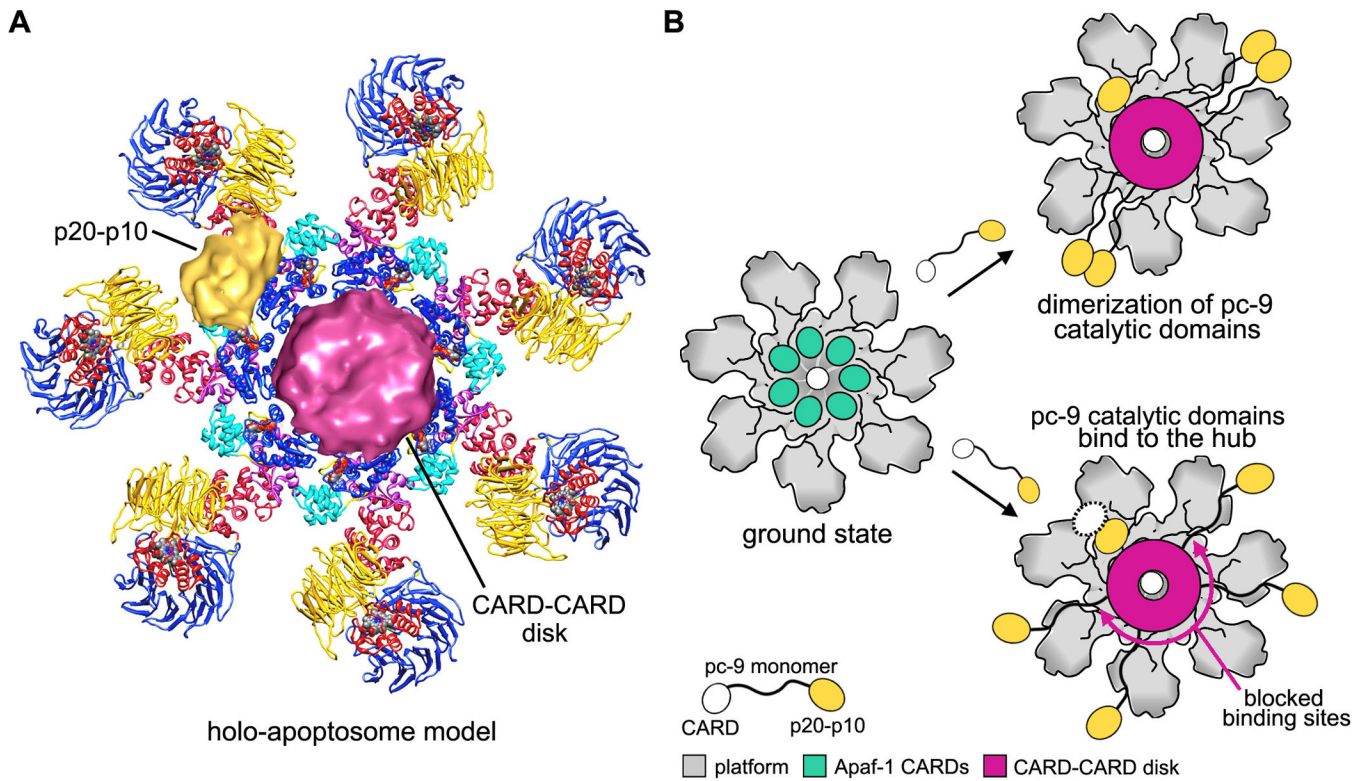 A
p20-p10
CARD-CARD
disk
holo-apoptosome model
B
dimerization of pc-9
catalytic domains
ground state
pc-9 catalytic domains
bind to the hub
blocked
binding sites
pc-9 monomer
CARD
p20-p10
platform
Apaf-1 CARDs
CARD-CARD disk